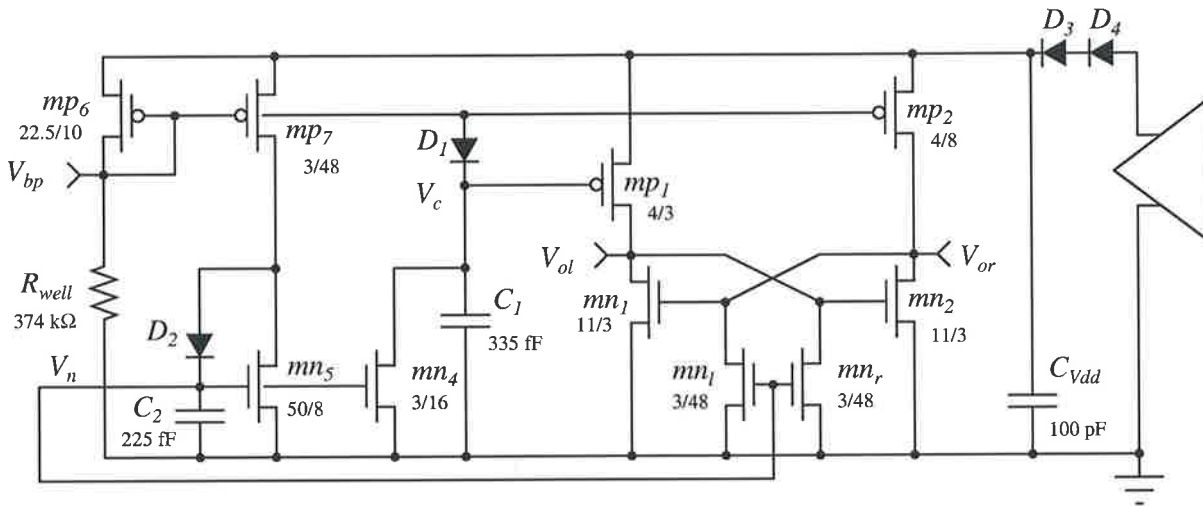 D3 D4
mp6
22.5/10
mp7
3/48
D1
mp2
4/8
Vbp
Vc
mp1
4/3
Vol
Vor
Rwell
374 kΩ
C1
335 fF
mn1
11/3
mn2
11/3
D2
Vn
mn5
50/8
mn4
3/16
mnl
3/48
mnr
3/48
CVdd
100 pF
C2
225 fF